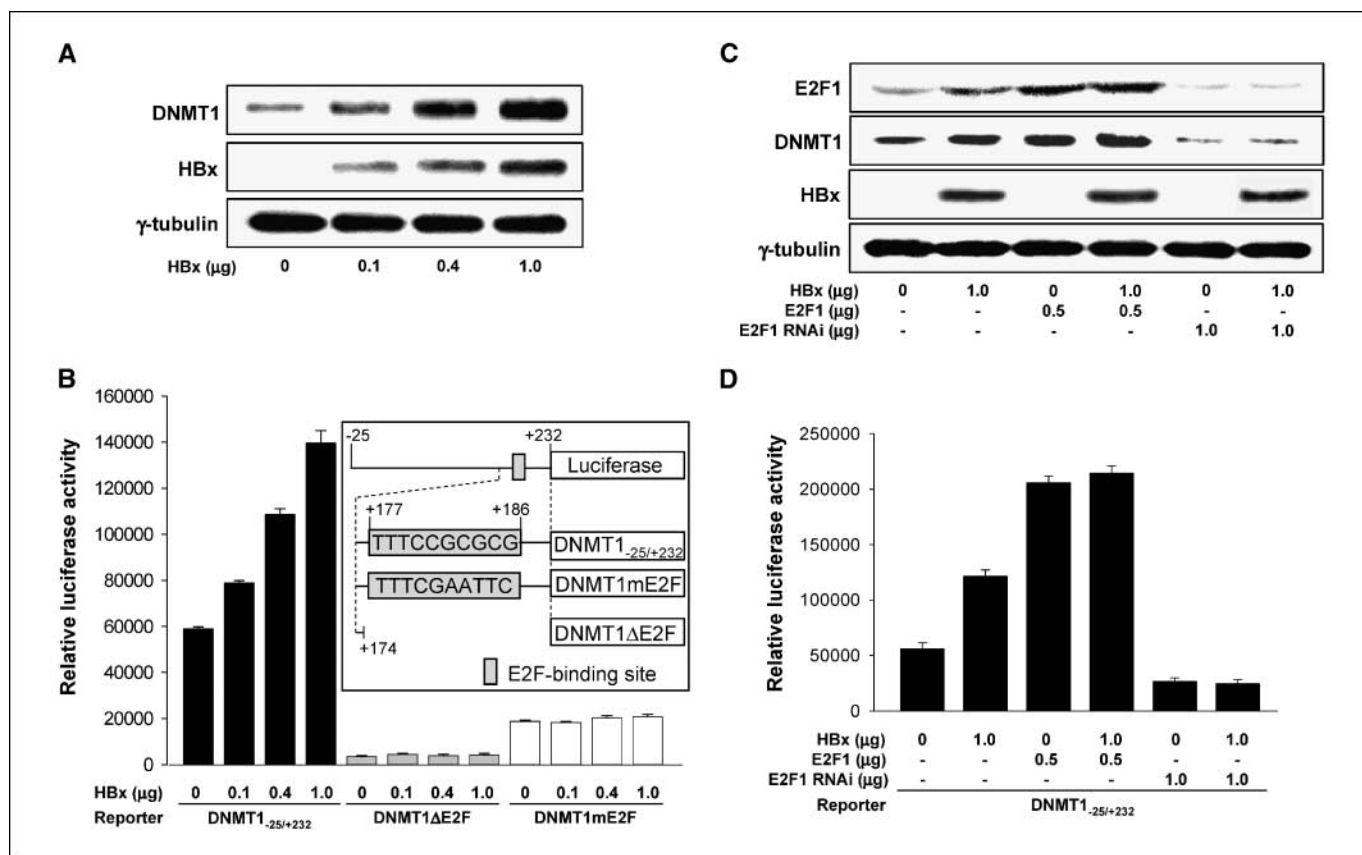 A
DNMT1
HBx
γ-tubulin
HBx (μg) 0 0.1 0.4 1.0
B
Relative luciferase activity
160000
140000
120000
100000
80000
60000
40000
20000
0
-25 +232
Luciferase
+177 +186
TTTCCGCGCG DNMT1-25/+232
TTTCGAATTC DNMT1mE2F
+174 DNMT1ΔE2F
E2F-binding site
HBx (μg) 0 0.1 0.4 1.0 0 0.1 0.4 1.0 0 0.1 0.4 1.0
Reporter DNMT1-25/+232 DNMT1ΔE2F DNMT1mE2F
C
E2F1
DNMT1
HBx
γ-tubulin
HBx (μg) 0 1.0 0 1.0 0 1.0
E2F1 (μg) - - 0.5 0.5 - -
E2F1 RNAi (μg) - - - - 1.0 1.0
D
Relative luciferase activity
250000
200000
150000
100000
50000
0
HBx (μg) 0 1.0 0 1.0 0 1.0
E2F1 (μg) - - 0.5 0.5 - -
E2F1 RNAi (μg) - - - - 1.0 1.0
Reporter DNMT1-25/+232